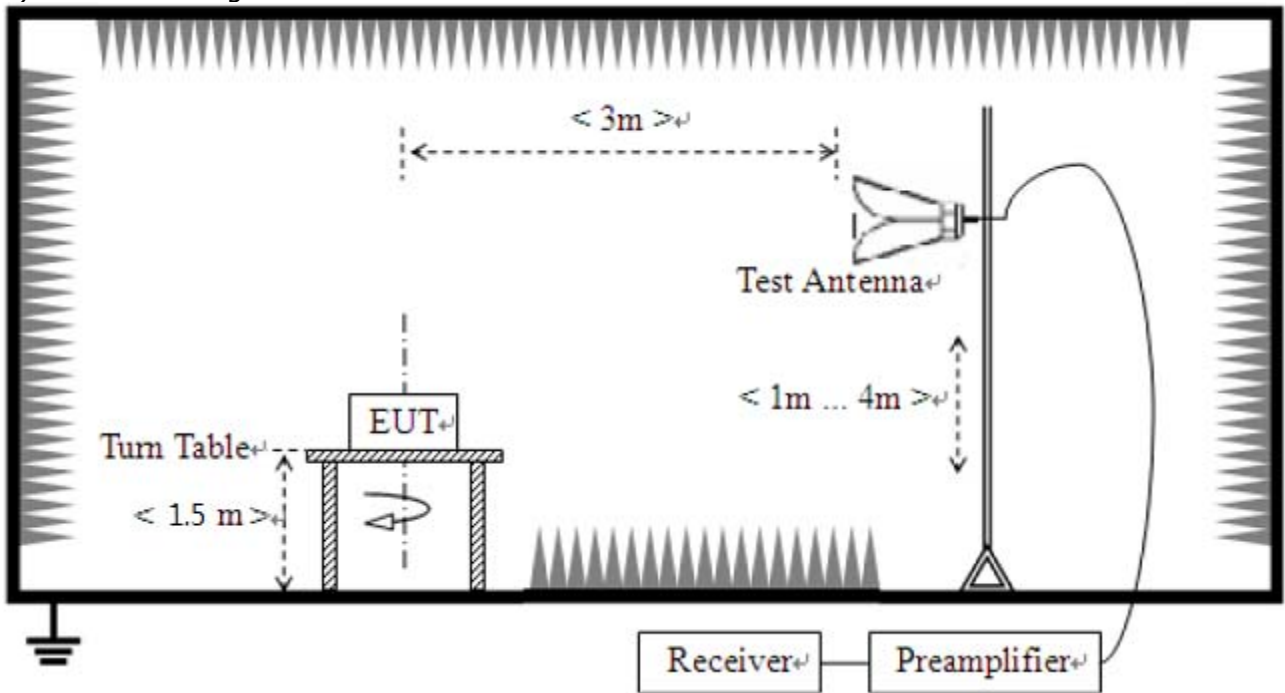 < 3m >↵
Test Antenna↵
< 1m ... 4m >↵
EUT↵
Turn Table↵
< 1.5 m >↵
Receiver↵
Preamplifier↵